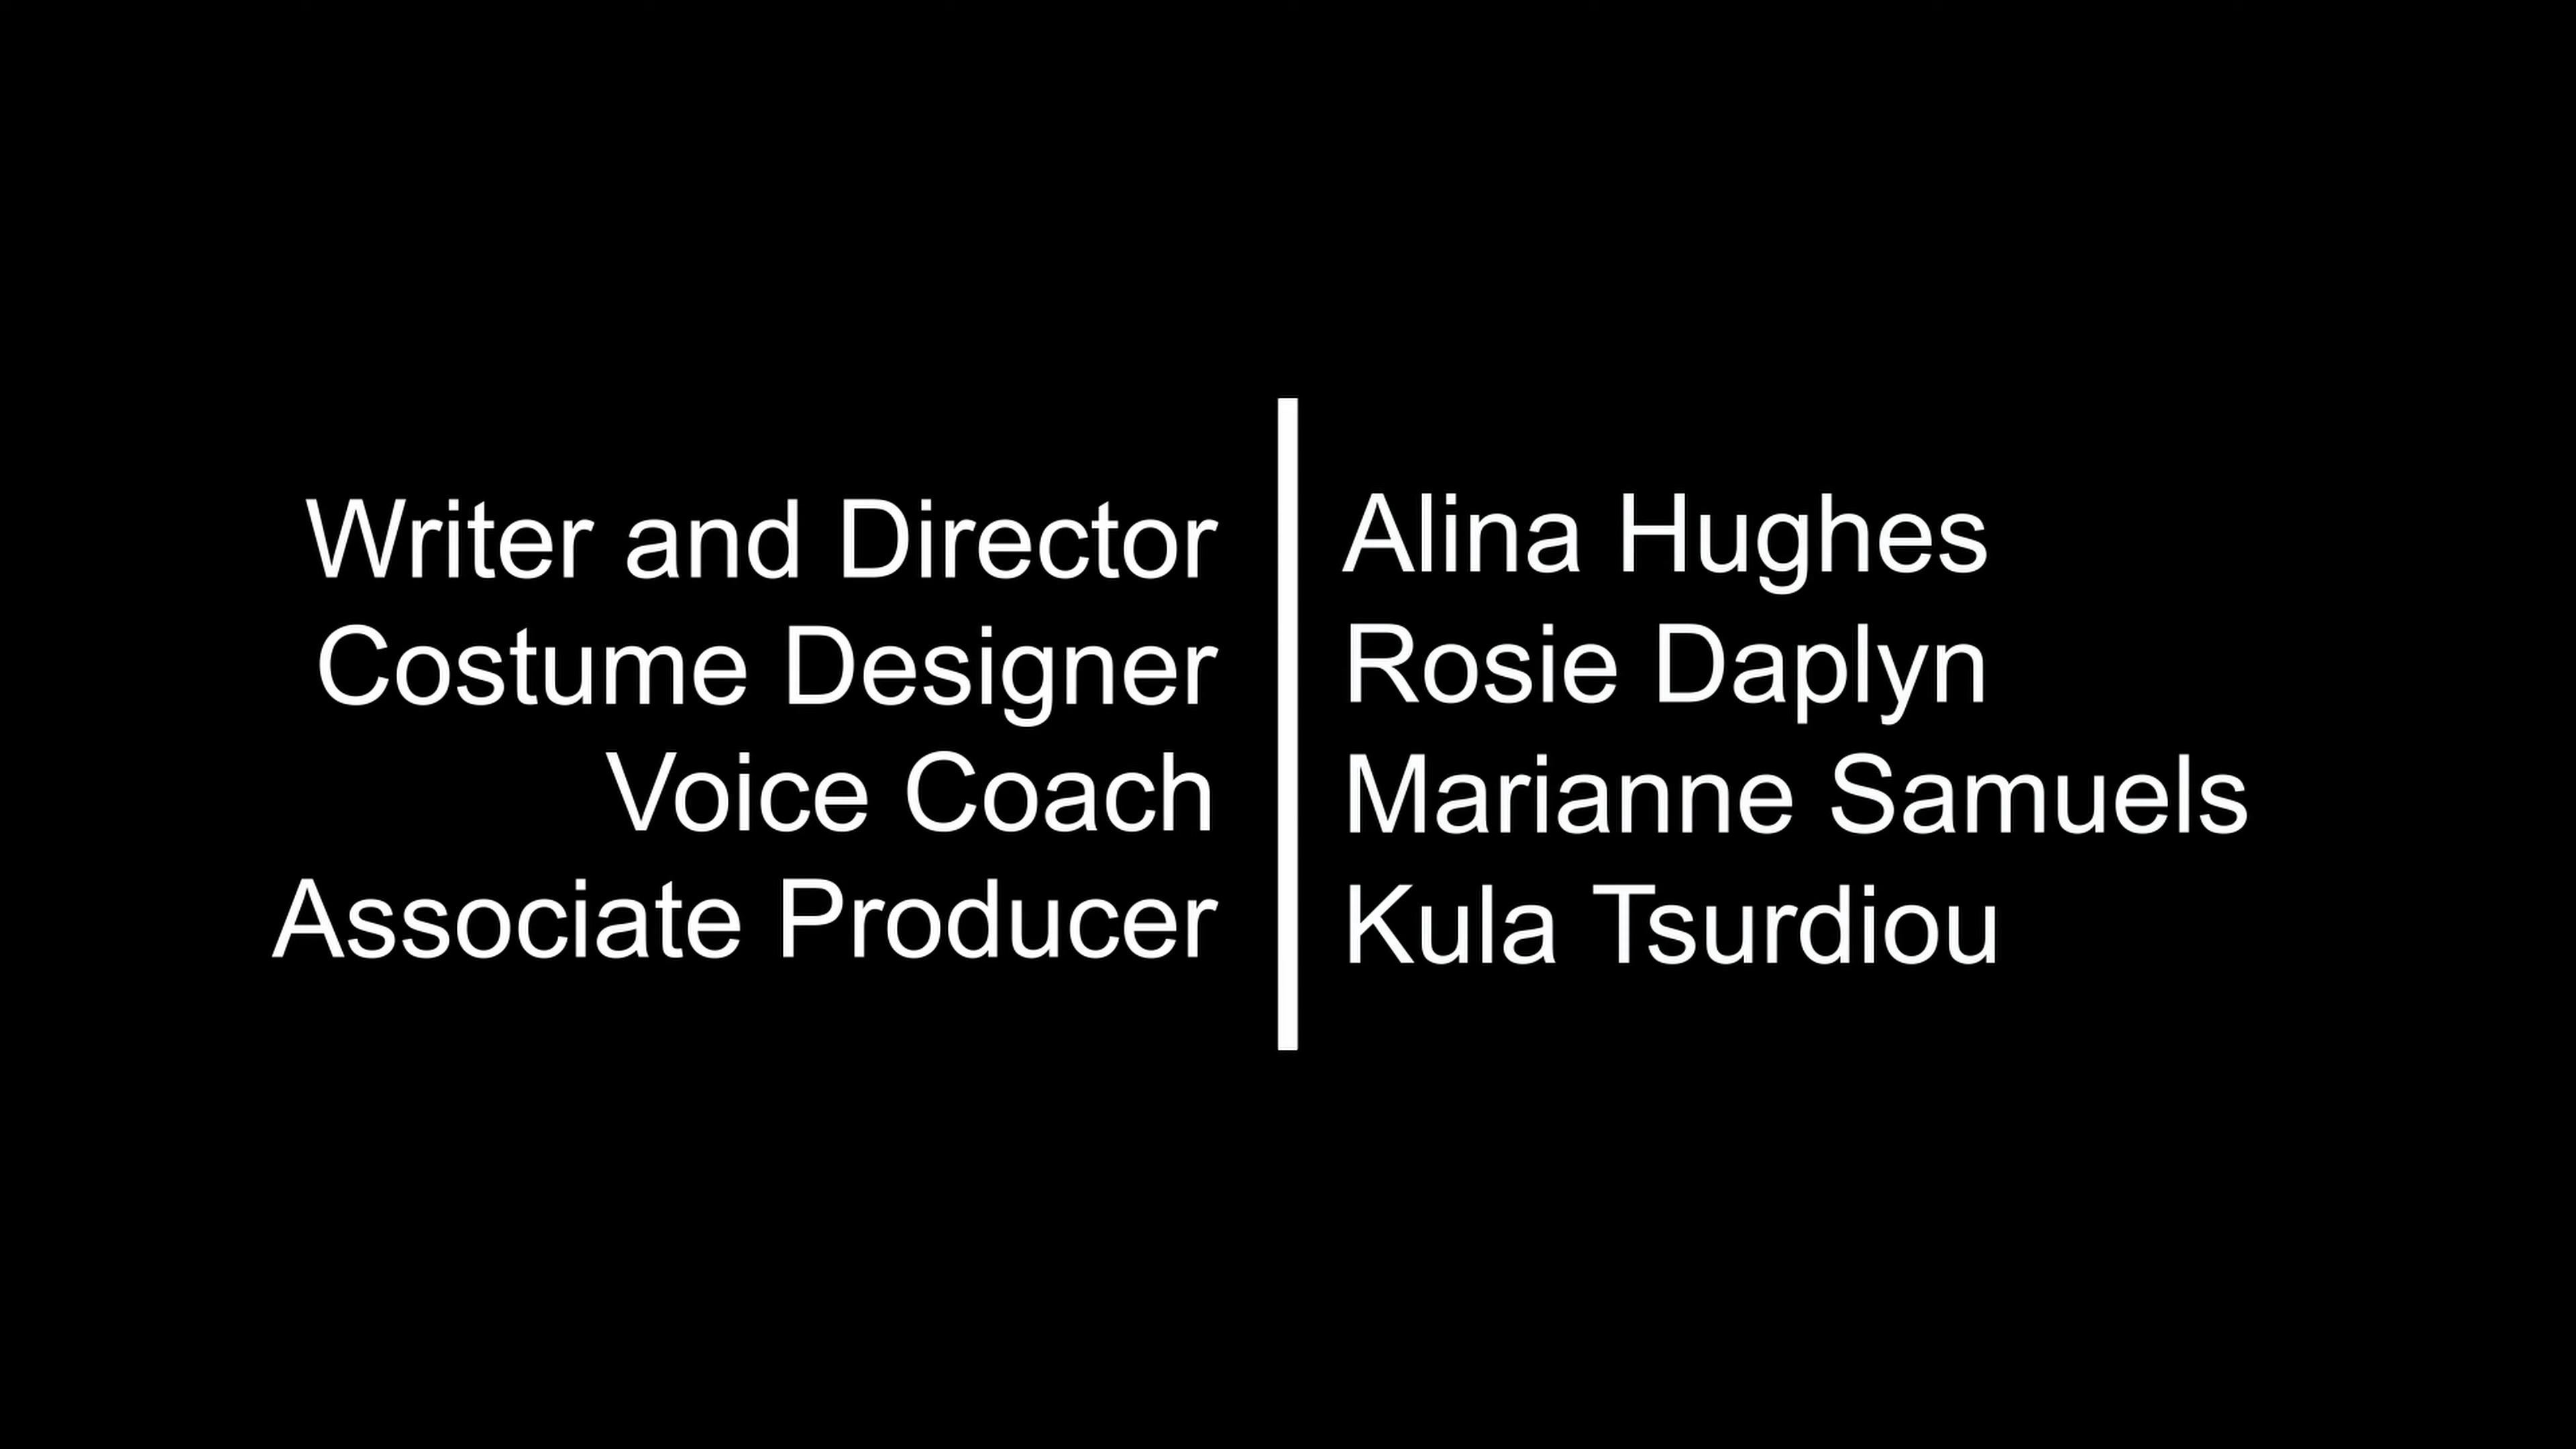 Writer and Director Alina Hughes
Costume Designer Rosie Daplyn
Voice Coach Marianne Samuels
Associate Producer Kula Tsurdiou